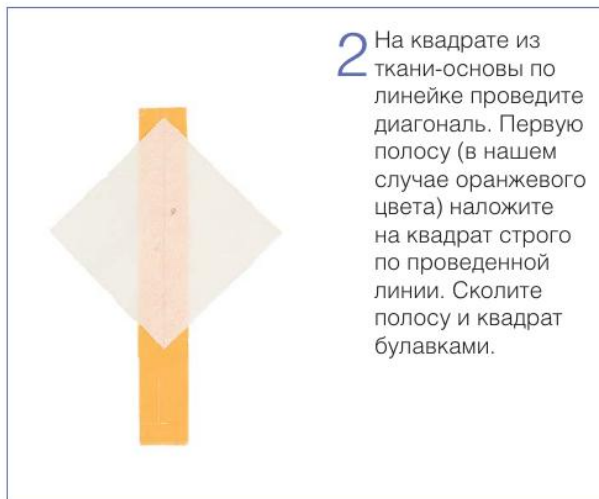 2 На квадрате из
ткани-основы по
линейке проведите
диагональ. Первую
полосу (в нашем
случае оранжевого
цвета) наложите
на квадрат строго
по проведенной
линии. Сколите
полосу и квадрат
булавками.